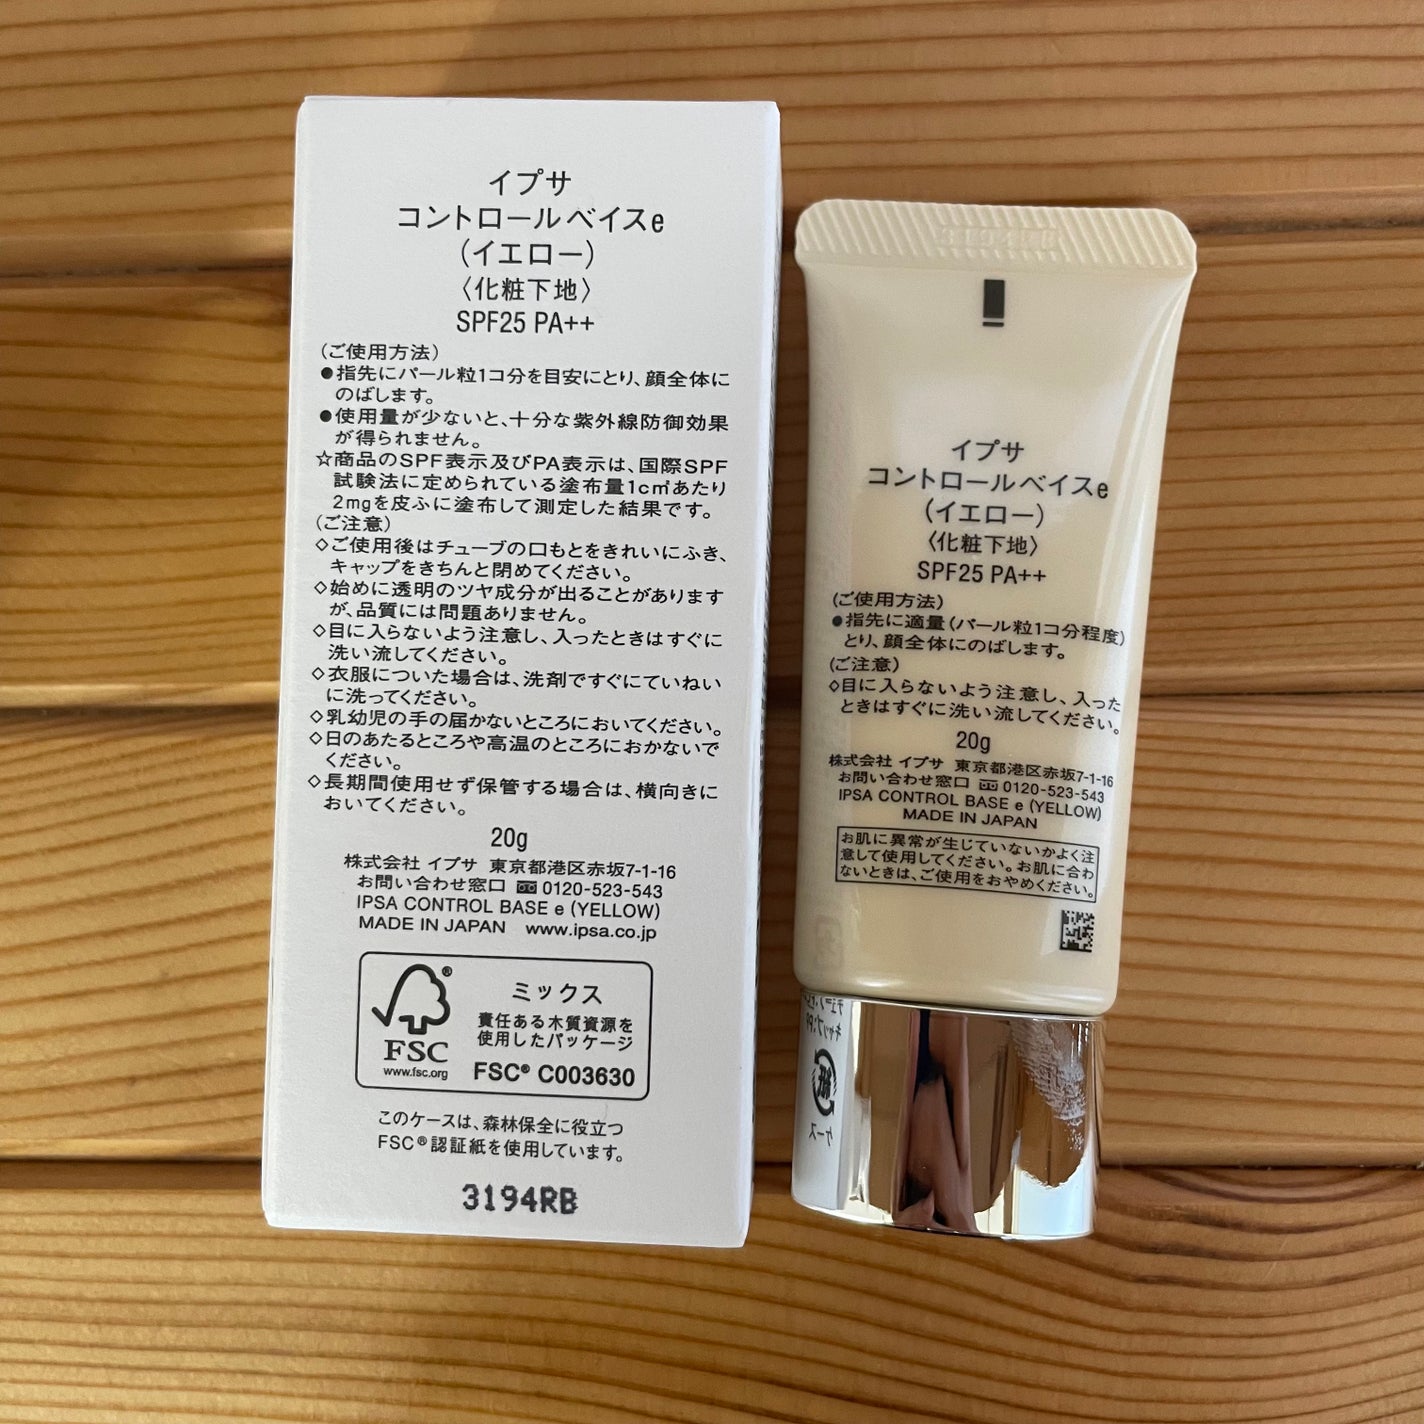 イプサ
コントロールベイスe
(イエロー)
〈化粧下地〉
SPF25 PA++
(ご使用方法)
●指先にパール粒1コ分を目安にとり、顔全体に
のばします。
●使用量が少ないと、十分な紫外線防御効果
が得られません。
☆商品のSPF表示及びPA表示は、国際SPF
試験法に定められている塗布量1c㎡あたり
2mgを皮ふに塗布して測定した結果です。
(ご注意)
◇ご使用後はチューブの口もとをきれいにふき、
キャップをきちんと閉めてください。
◇始めに透明のツヤ成分が出ることがあります
が、品質には問題ありません。
◇目に入らないよう注意し、入ったときはすぐに
洗い流してください。
◇衣服についた場合は、洗剤ですぐにていねい
に洗ってください。
◇乳幼児の手の届かないところにおいてください。
◇日のあたるところや高温のところにおかないで
ください。
◇長期間使用せず保管する場合は、横向きに
おいてください。
20g
株式会社 イプサ 東京都港区赤坂7-1-16
お問い合わせ窓口 0120-523-543
IPSA CONTROL BASE e (YELLOW)
MADE IN JAPAN www.ipsa.co.jp
FSC®
www.fsc.org
ミックス
責任ある木質資源を
使用したパッケージ
FSC® C003630
このケースは、森林保全に役立つ
FSC®認証紙を使用しています。
3194RB
イプサ
コントロールベイスe
(イエロー)
〈化粧下地〉
SPF25 PA++
(ご使用方法)
●指先に適量(パール粒1コ分程度)
とり、顔全体にのばします。
(ご注意)
◇目に入らないよう注意し、入った
ときはすぐに洗い流してください。
20g
株式会社 イプサ 東京都港区赤坂7-1-16
お問い合わせ窓口 0120-523-543
IPSA CONTROL BASE e (YELLOW)
MADE IN JAPAN
お肌に異常が生じていないかよく注
意して使用してください。お肌に合わ
ないときは、ご使用をおやめください。